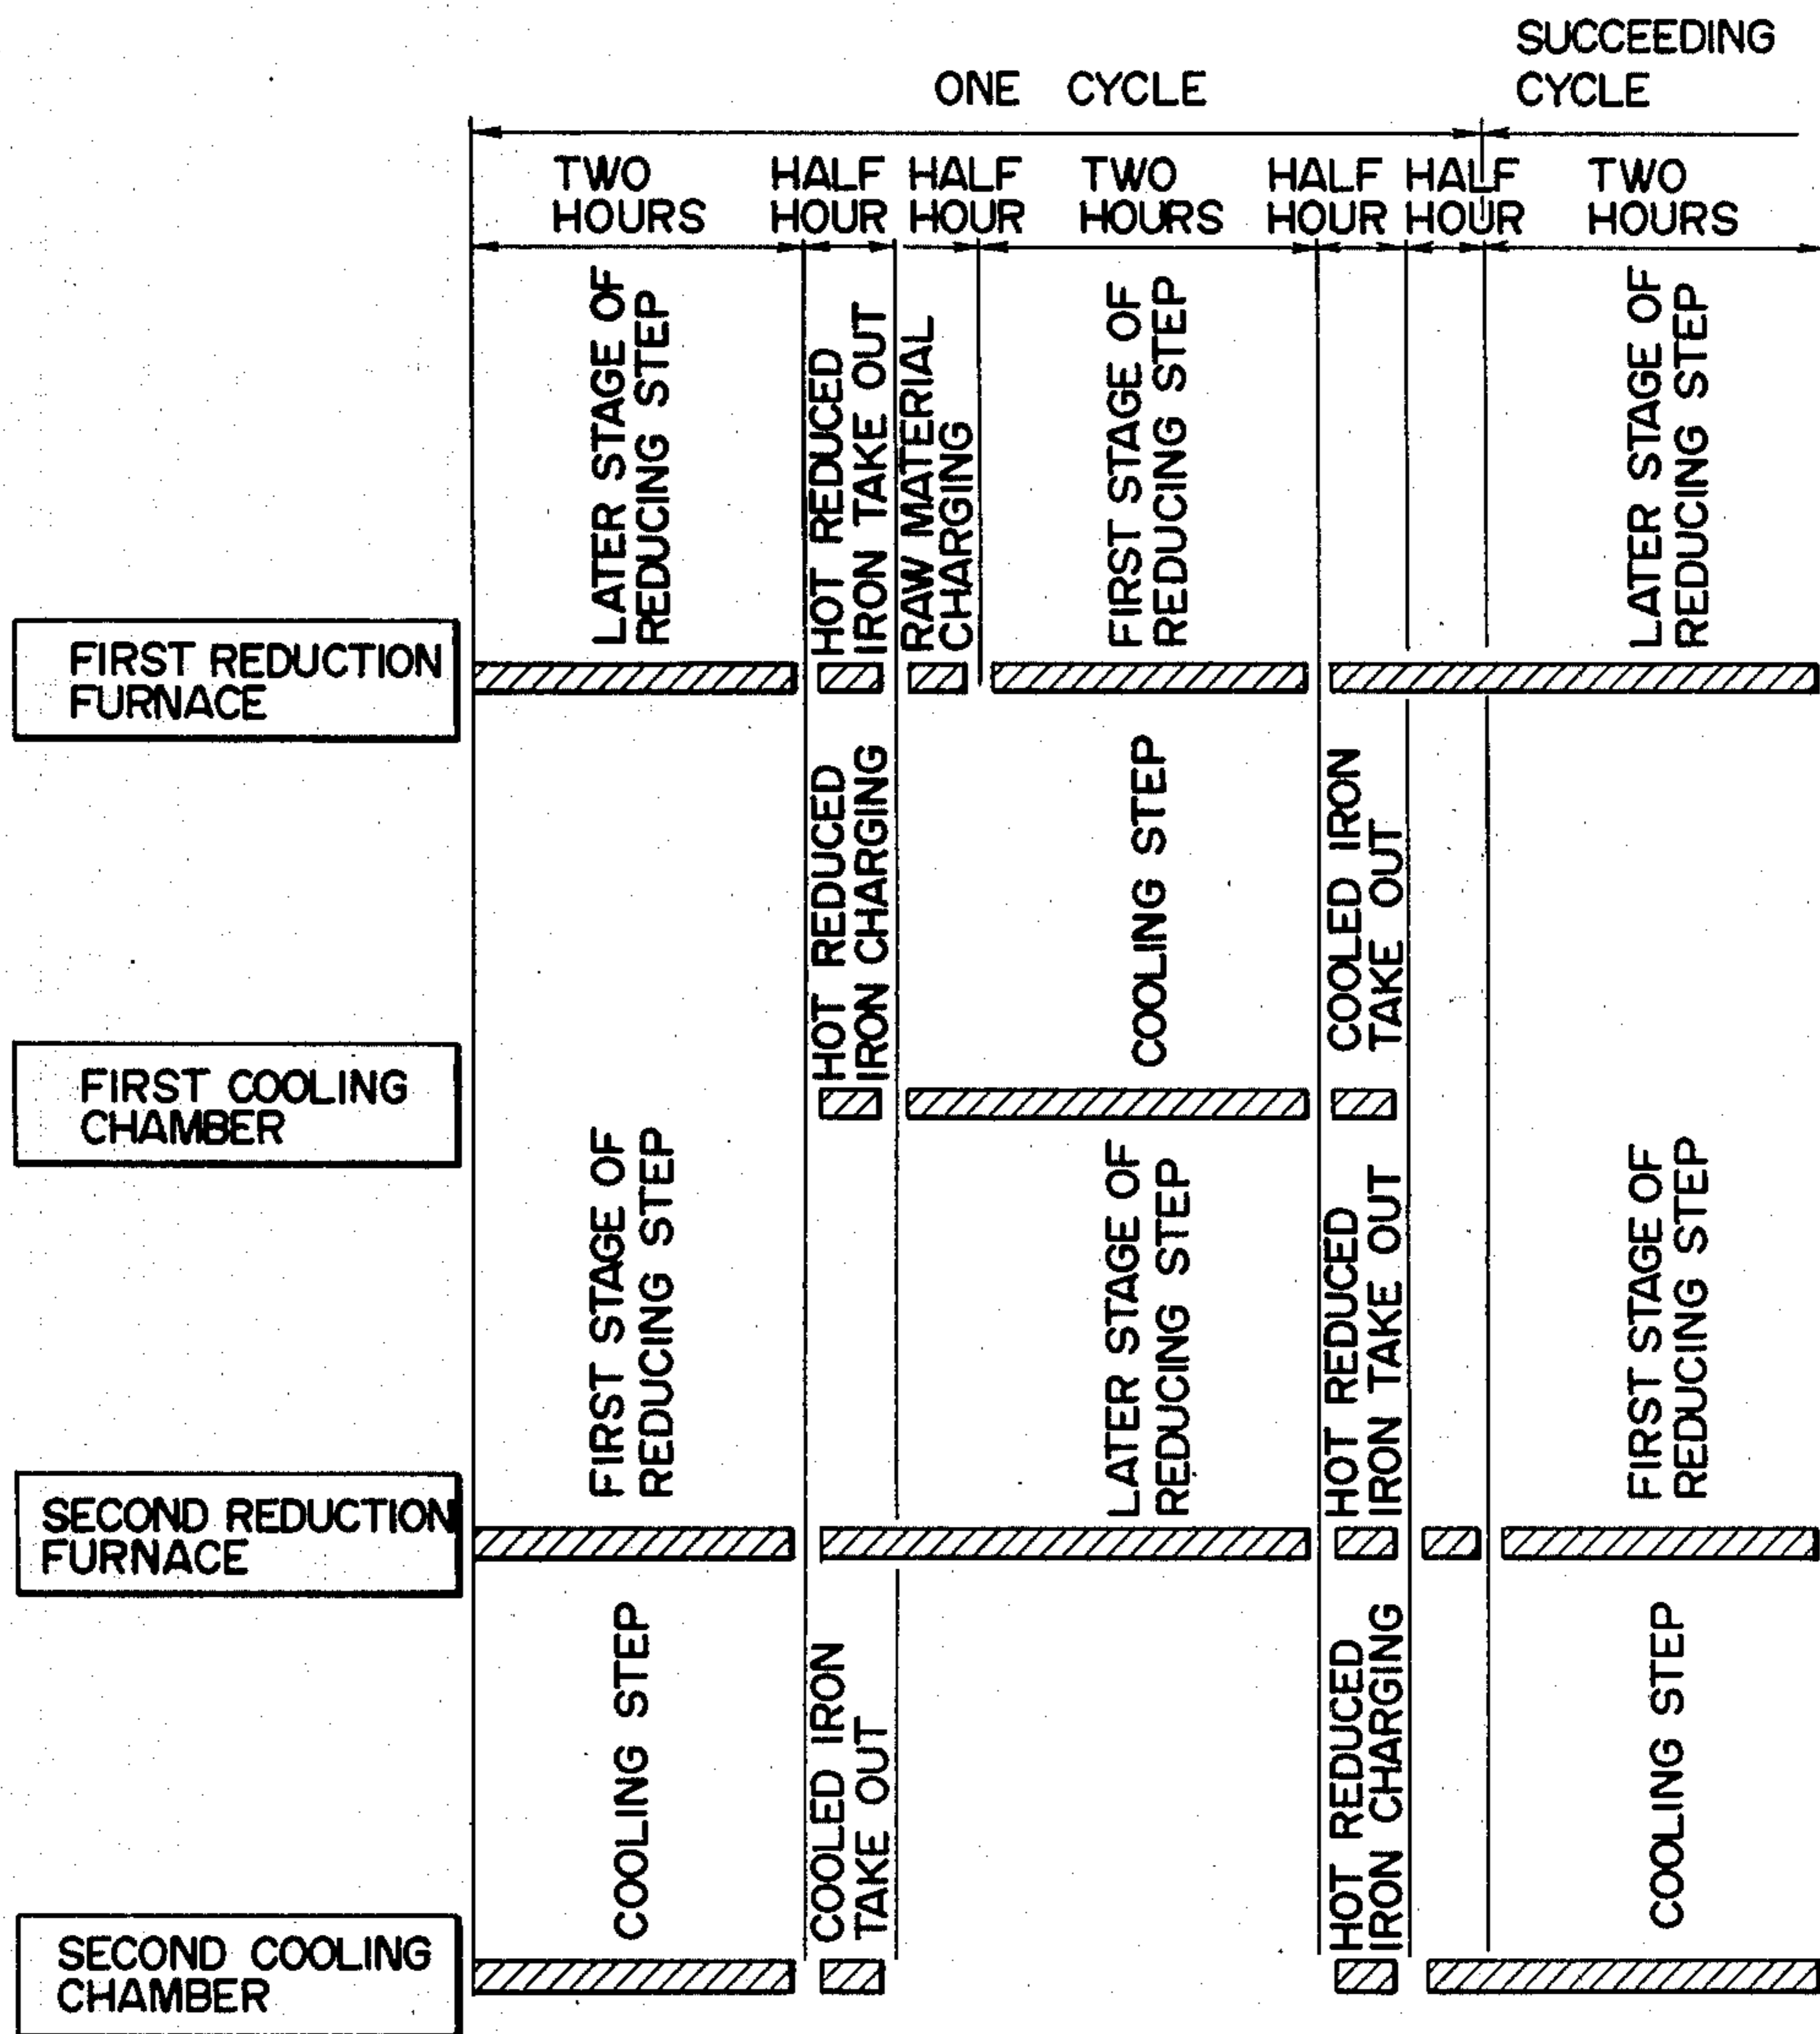 SUCCEEDING
CYCLE
ONE CYCLE
TWO
HOURS
HALF
HOUR
HALF
HOUR
TWO
HOURS
HALF
HOUR
HALF
HOUR
TWO
HOURS
LATER STAGE OF
REDUCING STEP
HOT REDUCED
IRON TAKE OUT
RAW MATERIAL
CHARGING
FIRST STAGE OF
REDUCING STEP
LATER STAGE OF
REDUCING STEP
FIRST REDUCTION
FURNACE
HOT REDUCED
IRON CHARGING
COOLING STEP
COOLED IRON
TAKE OUT
FIRST COOLING
CHAMBER
FIRST STAGE OF
REDUCING STEP
LATER STAGE OF
REDUCING STEP
HOT REDUCED
IRON TAKE OUT
FIRST STAGE OF
REDUCING STEP
SECOND REDUCTION
FURNACE
COOLING STEP
COOLED IRON
TAKE OUT
HOT REDUCED
IRON CHARGING
COOLING STEP
SECOND COOLING
CHAMBER